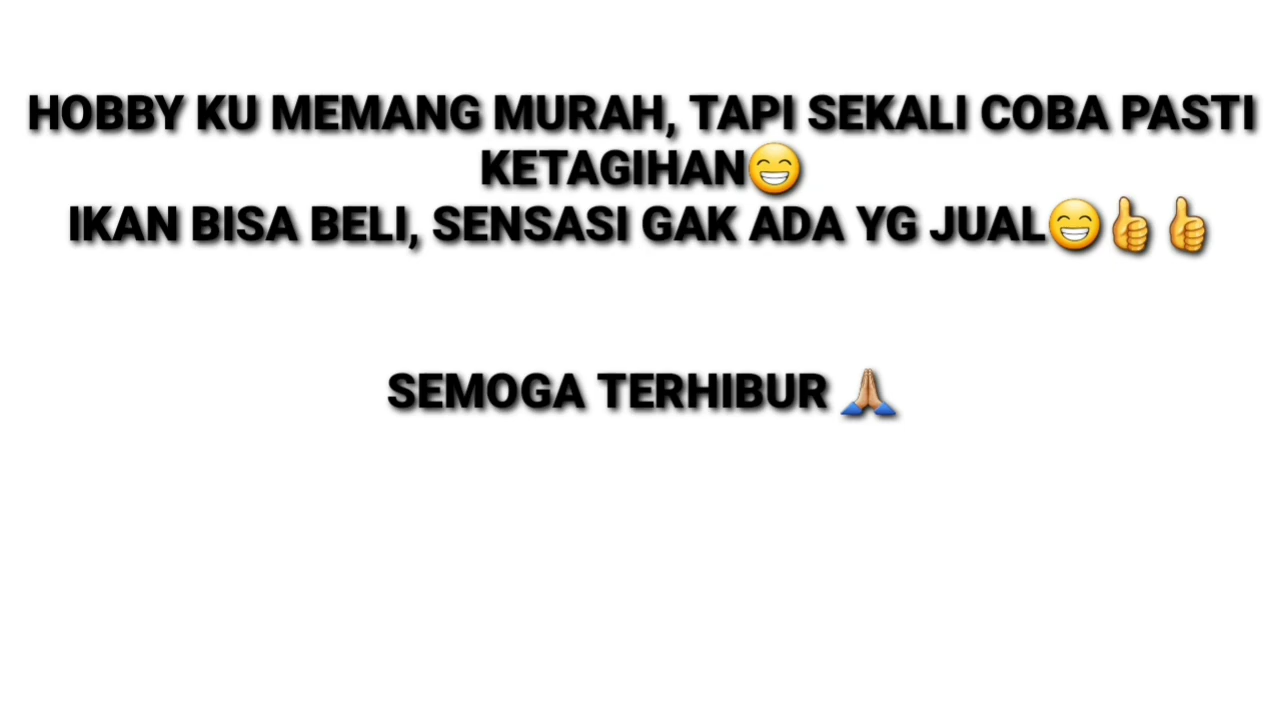 HOBBY KU MEMANG MURAH, TAPI SEKALI COBA PASTI
KETAGIHAN😁
IKAN BISA BELI, SENSASI GAK ADA YG JUAL😁👍👍
SEMOGA TERHIBUR 🙏